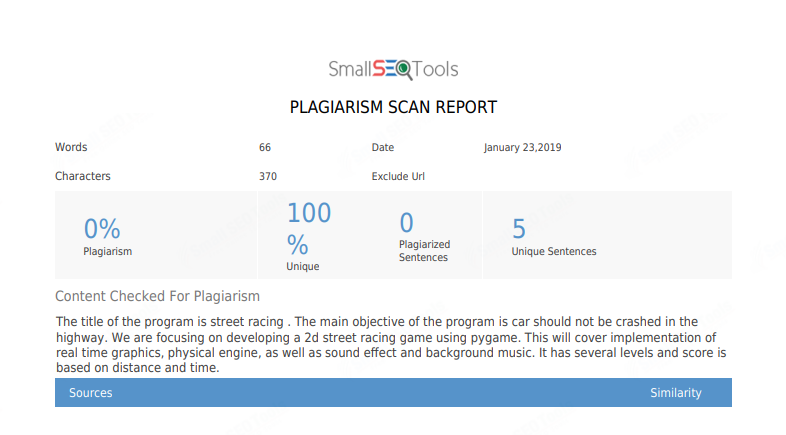 SmallSEOTools
PLAGIARISM SCAN REPORT
Words 66 Date January 23,2019
Characters 370 Exclude Url
0%
Plagiarism
100
%
Unique
0
Plagiarized
Sentences
5
Unique Sentences
Content Checked For Plagiarism
The title of the program is street racing . The main objective of the program is car should not be crashed in the
highway. We are focusing on developing a 2d street racing game using pygame. This will cover implementation of
real time graphics, physical engine, as well as sound effect and background music. It has several levels and score is
based on distance and time.
Sources Similarity